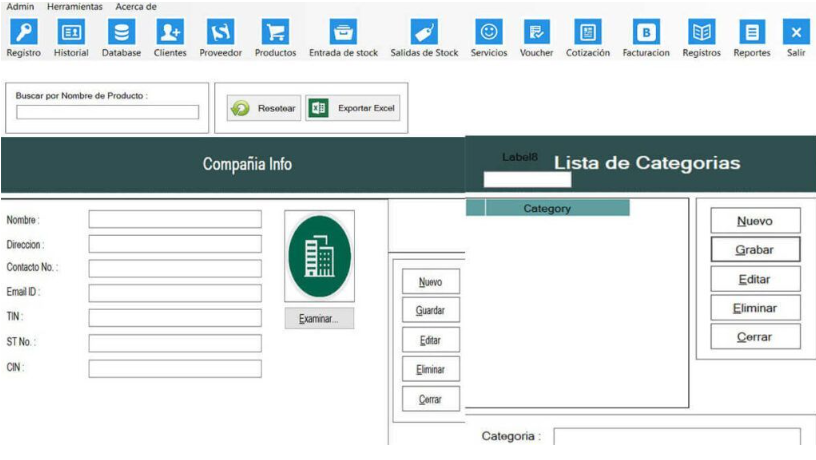 Admin Herramientas Acerca de
Registro Historial Database Clientes Proveedor Productos Entrada de stock Salidas de Stock Servicios Voucher Cotización Facturacion Registros Reportes Salir
Buscar por Nombre de Producto :
Resetear Exportar Excel
Compañia Info
Nombre :
Direccion :
Contacto No. :
Email ID :
TIN :
ST No. :
CIN :
Examinar...
Nuevo
Guardar
Editar
Eliminar
Cerrar
Label8
Lista de Categorias
Category
Nuevo
Grabar
Editar
Eliminar
Cerrar
Categoria :